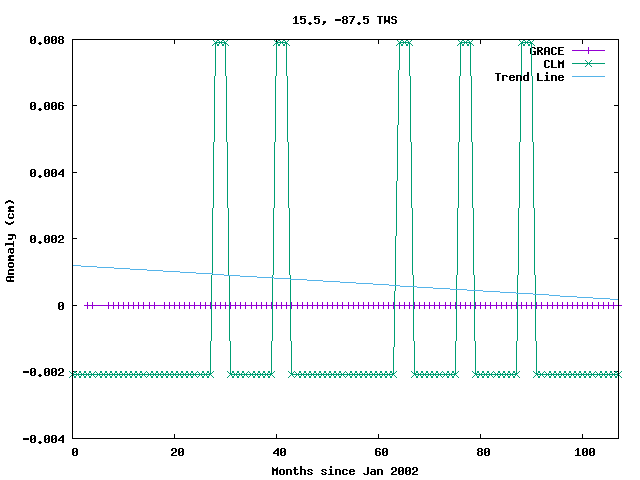 15.5, -87.5 TWS
GRACE
CLM
Trend Line
0.008
0.006
0.004
0.002
0
-0.002
-0.004
Anomaly (cm)
0 20 40 60 80 100
Months since Jan 2002